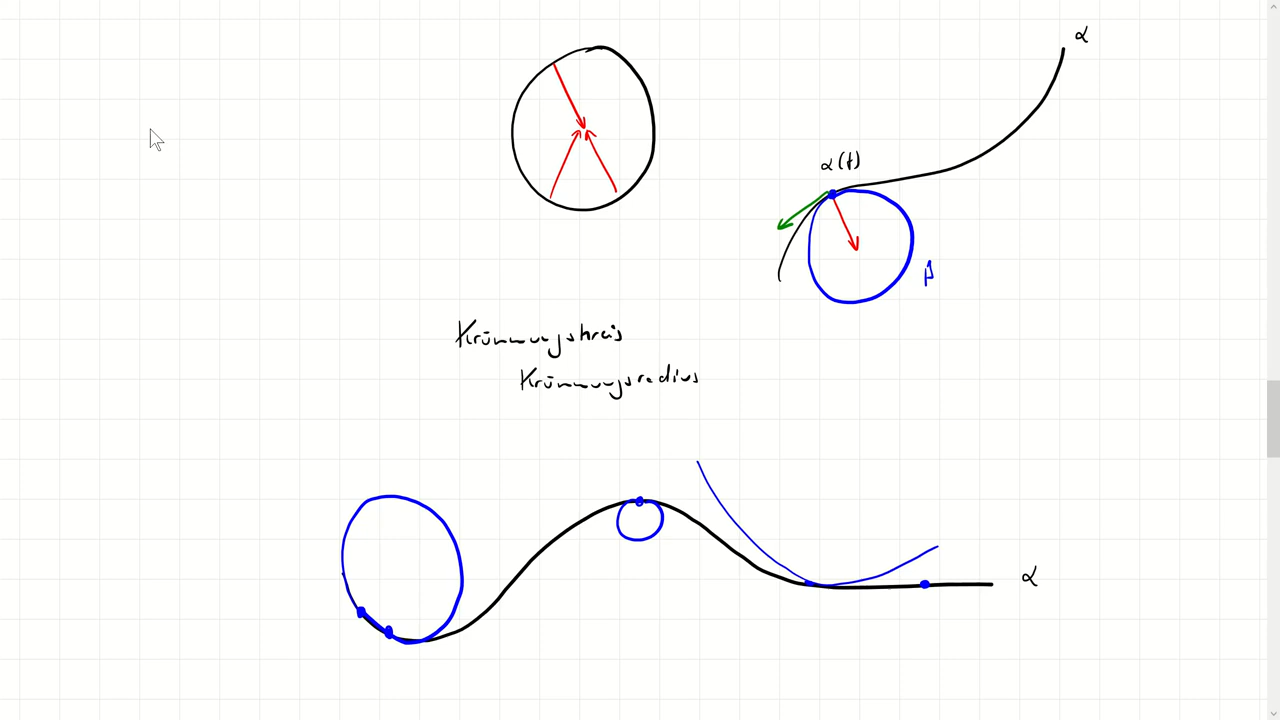 α
α(t)
β
Krümmungskreis
Krümmungsradius
α